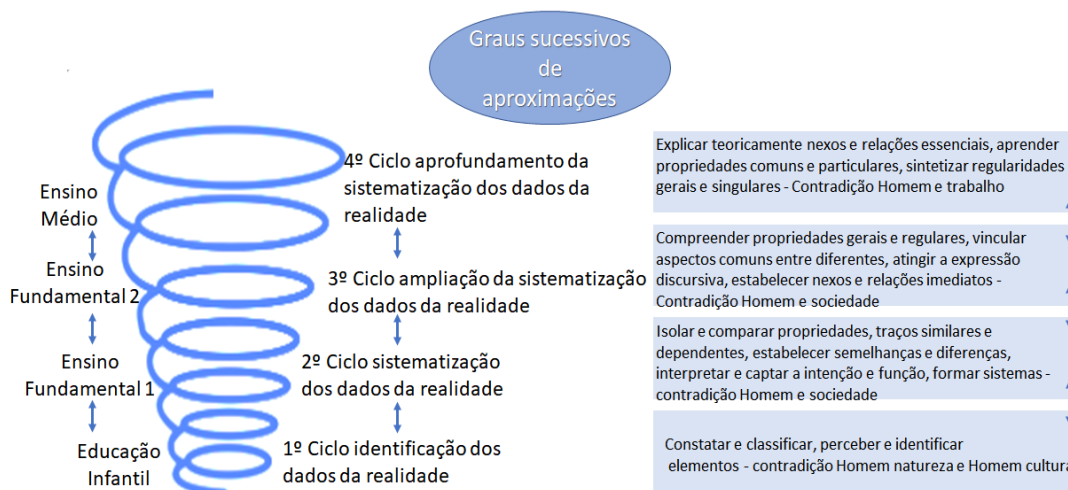 Graus sucessivos
de
aproximações
Ensino
Médio
4º Ciclo aprofundamento da
sistematização dos dados da
realidade
Explicar teoricamente nexos e relações essenciais, aprender
propriedades comuns e particulares, sintetizar regularidades
gerais e singulares - Contradição Homem e trabalho
Ensino
Fundamental 2
3º Ciclo ampliação da sistematização
dos dados da realidade
Compreender propriedades gerais e regulares, vincular
aspectos comuns entre diferentes, atingir a expressão
discursiva, estabelecer nexos e relações imediatos -
Contradição Homem e sociedade
Ensino
Fundamental 1
2º Ciclo sistematização
dos dados da realidade
Isolar e comparar propriedades, traços similares e
dependentes, estabelecer semelhanças e diferenças,
interpretar e captar a intenção e função, formar sistemas -
contradição Homem e sociedade
Educação
Infantil
1º Ciclo identificação dos
dados da realidade
Constatar e classificar, perceber e identificar
elementos - contradição Homem natureza e Homem cultura